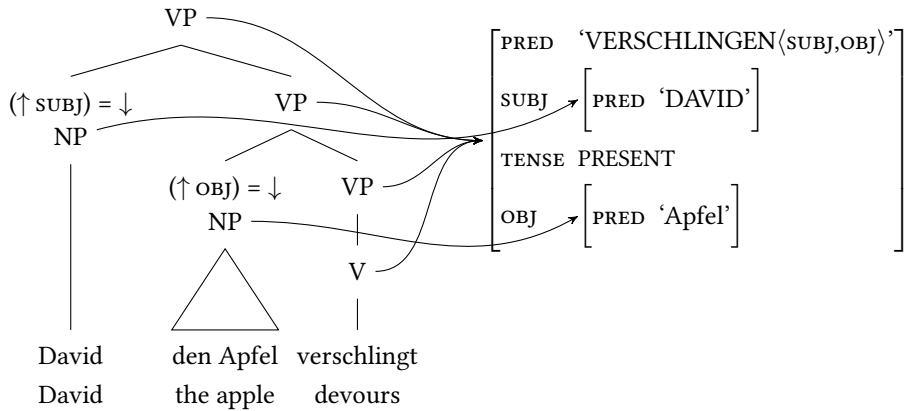 VP
[PRED ‘VERSCHLINGEN⟨SUBJ,OBJ⟩’]
(↑ SUBJ) = ↓ VP SUBJ [PRED ‘DAVID’]
NP
TENSE PRESENT
(↑ OBJ) = ↓ VP
NP OBJ [PRED ‘Apfel’]
V
David den Apfel verschlingt
David the apple devours